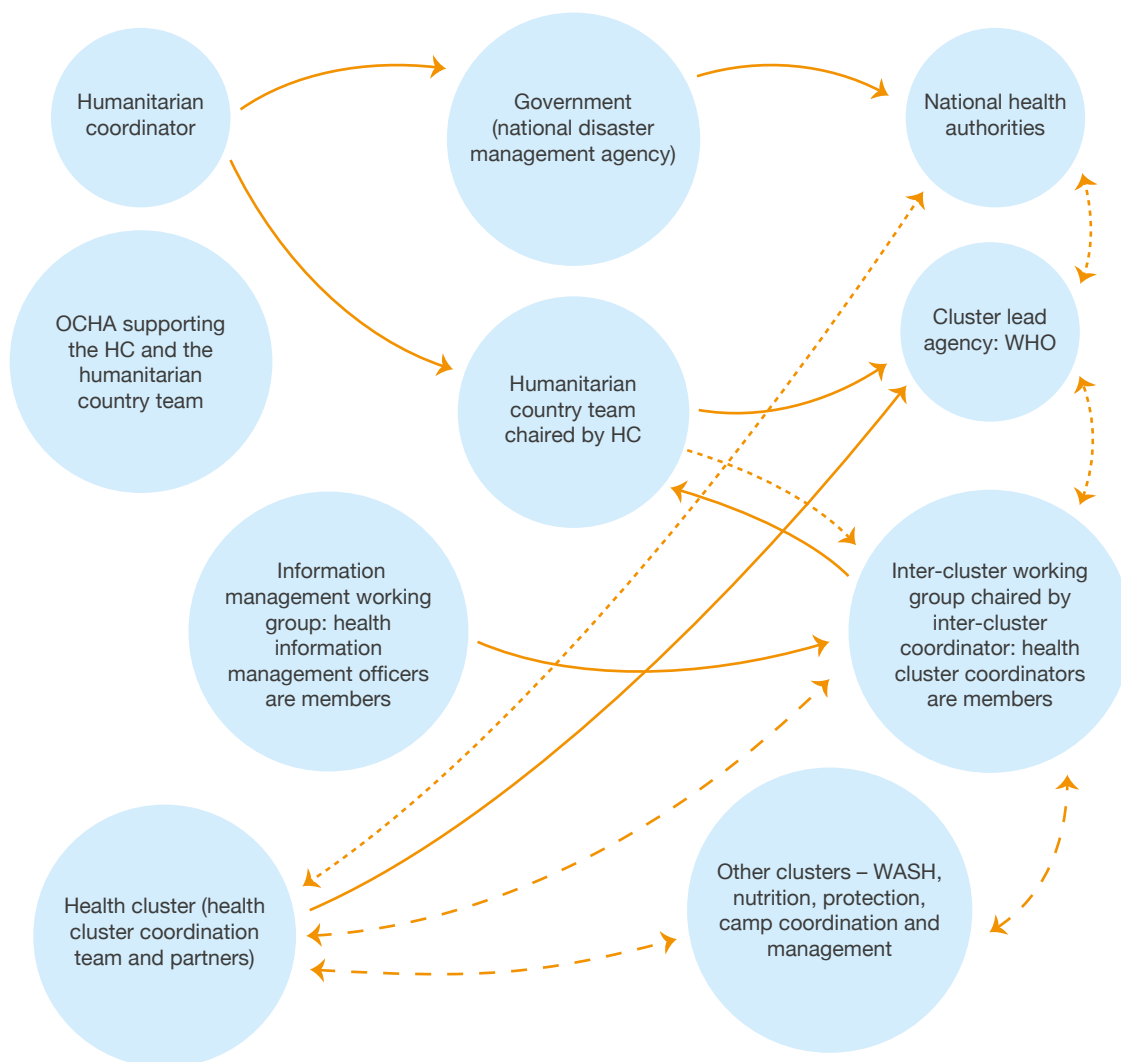 Humanitarian
coordinator
Government
(national disaster
management agency)
National health
authorities
OCHA supporting
the HC and the
humanitarian
country team
Humanitarian
country team
chaired by HC
Cluster lead
agency: WHO
Information
management working
group: health
information
management officers
are members
Inter-cluster working
group chaired by
inter-cluster
coordinator: health
cluster coordinators
are members
Health cluster (health
cluster coordination
team and partners)
Other clusters – WASH,
nutrition, protection,
camp coordination and
management